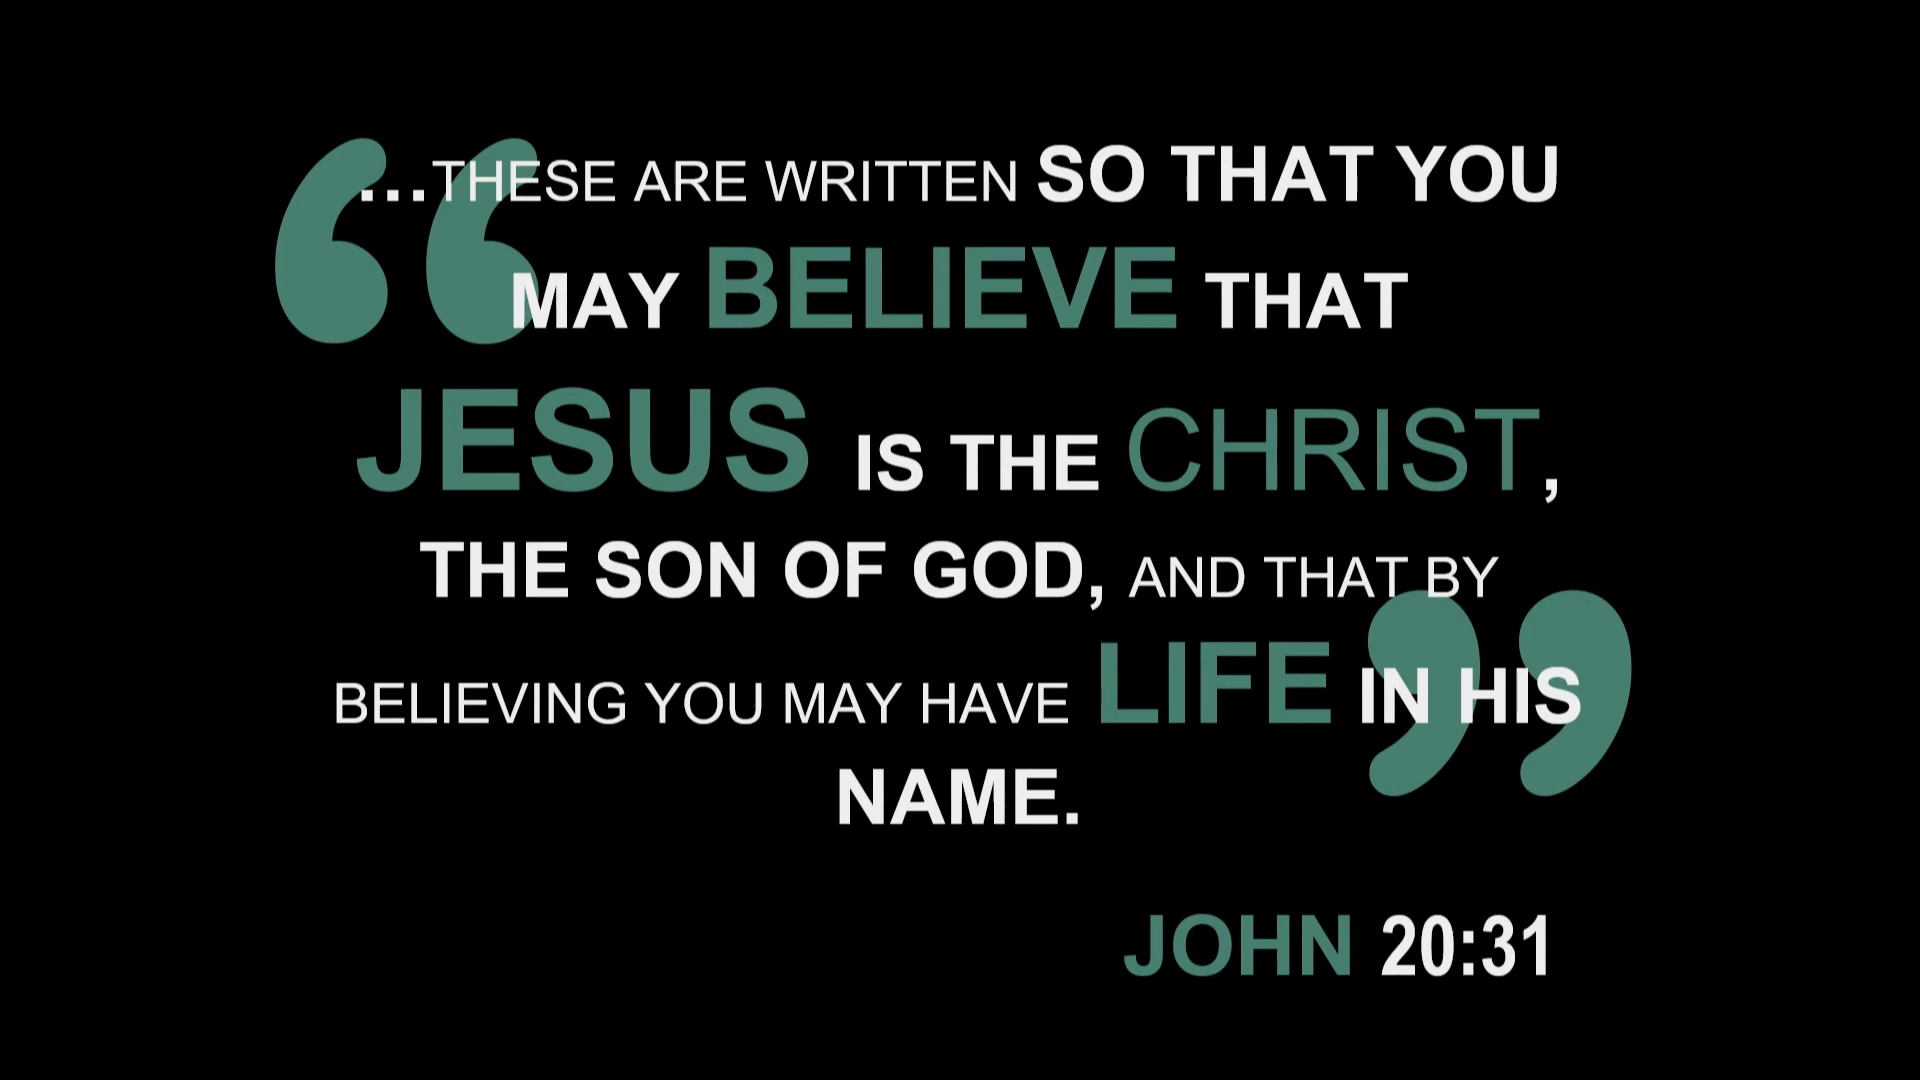 …THESE ARE WRITTEN SO THAT YOU
MAY BELIEVE THAT
JESUS IS THE CHRIST,
THE SON OF GOD, AND THAT BY
BELIEVING YOU MAY HAVE LIFE IN HIS
NAME.
JOHN 20:31